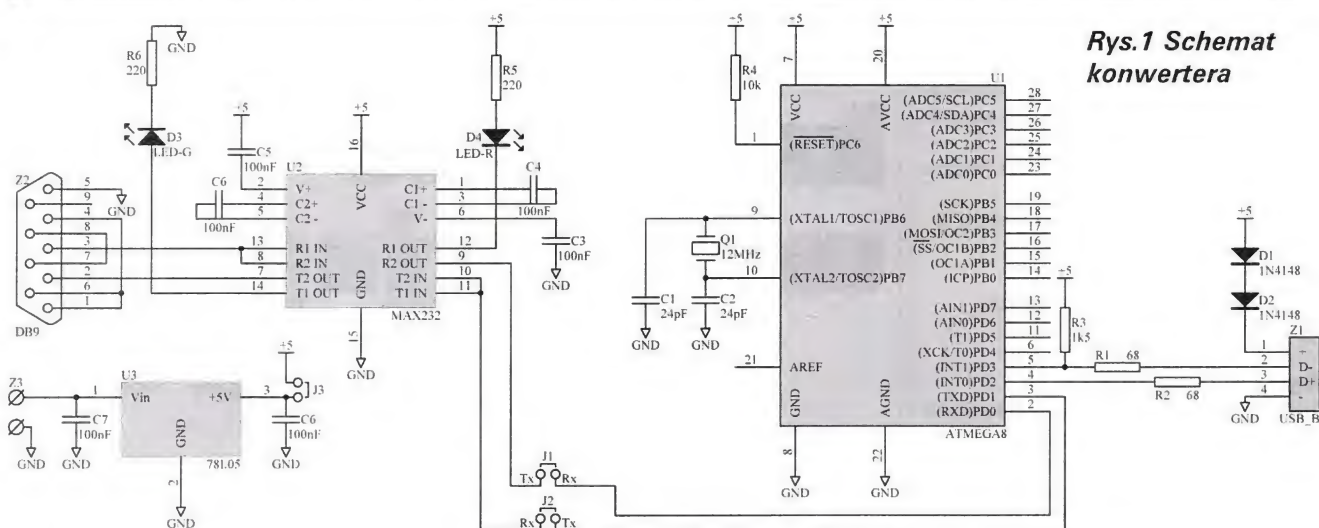 Rys.1 Schemat
konwertera
R6
220
GND
D3
LED-G
+5
C5
100nF
C6
100nF
+5
16
+5
R5
220
D4
LED-R
C4
100nF
C3
100nF
GND
U2
2 V+ VCC C1+ 1
4 C2+ C1- 3
5 C2- V- 6
13 R1 IN R1 OUT 12
8 R2 IN R2 OUT 9
7 T2 OUT T2 IN 10
14 T1 OUT T1 IN 11
GND
15
GND
MAX232
Z2
5
9
4
8
3
7
2
6
1
DB9
GND
Z3
GND
C7
100nF
GND
U3
1 Vin +5V 3
GND
78L05
2
GND
+5
J3
C6
100nF
GND
J1
Tx Rx
J2
Rx Tx
+5
R4
10k
+5
7
+5
20
U1
VCC
AVCC
1 (RESET)PC6
9 (XTAL1/TOSC1)PB6
10 (XTAL2/TOSC2)PB7
21 AREF
GND
AGND
8
22
GND
GND
Q1
12MHz
C1
24pF
GND
C2
24pF
GND
(ADC5/SCL)PC5 28
(ADC4/SDA)PC4 27
(ADC3)PC3 26
(ADC2)PC2 25
(ADC1)PC1 24
(ADC0)PC0 23
(SCK)PB5 19
(MISO)PB4 18
(MOSI/OC2)PB3 17
(SS/OC1B)PB2 16
(OC1A)PB1 15
(ICP)PB0 14
(AIN1)PD7 13
(AIN0)PD6 12
(T1)PD5 11
(XCK/T0)PD4 6
(INT1)PD3 5
(INT0)PD2 4
(TXD)PD1 3
(RXD)PD0 2
ATMEGA8
+5
R3
1k5
R1 68
R2 68
+5
D1
1N4148
D2
1N4148
Z1
1 +
2 D-
3 D+
4 -
GND
USB_B